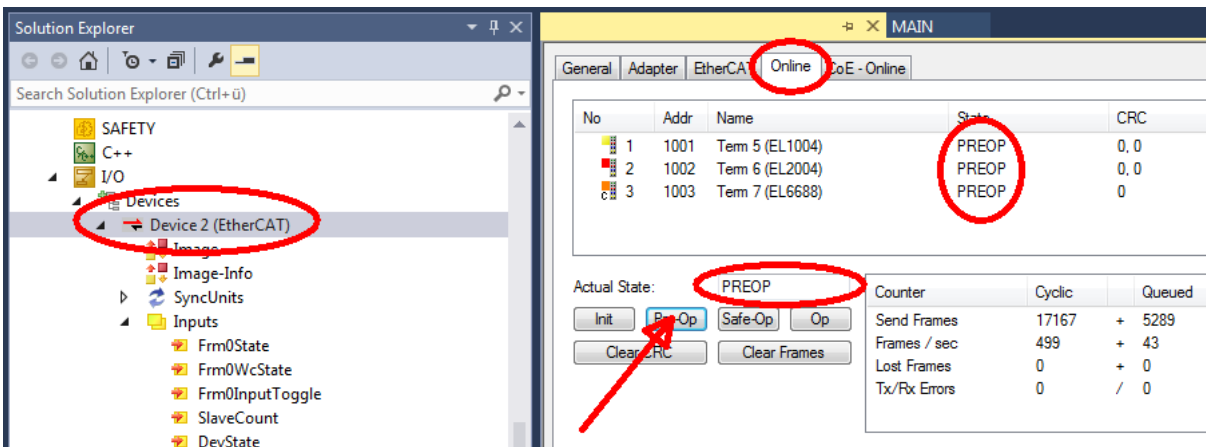 Solution Explorer
Search Solution Explorer (Ctrl+ü)
SAFETY
C++
I/O
Devices
Device 2 (EtherCAT)
Image
Image-Info
SyncUnits
Inputs
Frm0State
Frm0WcState
Frm0InputToggle
SlaveCount
DevState
MAIN
General Adapter EtherCAT Online CoE - Online
No Addr Name State CRC
1 1001 Term 5 (EL1004) PREOP 0, 0
2 1002 Term 6 (EL2004) PREOP 0, 0
3 1003 Term 7 (EL6688) PREOP 0
Actual State: PREOP
Init Pre-Op Safe-Op Op
Clear CRC Clear Frames
Counter Cyclic Queued
Send Frames 17167 + 5289
Frames / sec 499 + 43
Lost Frames 0 + 0
Tx/Rx Errors 0 / 0